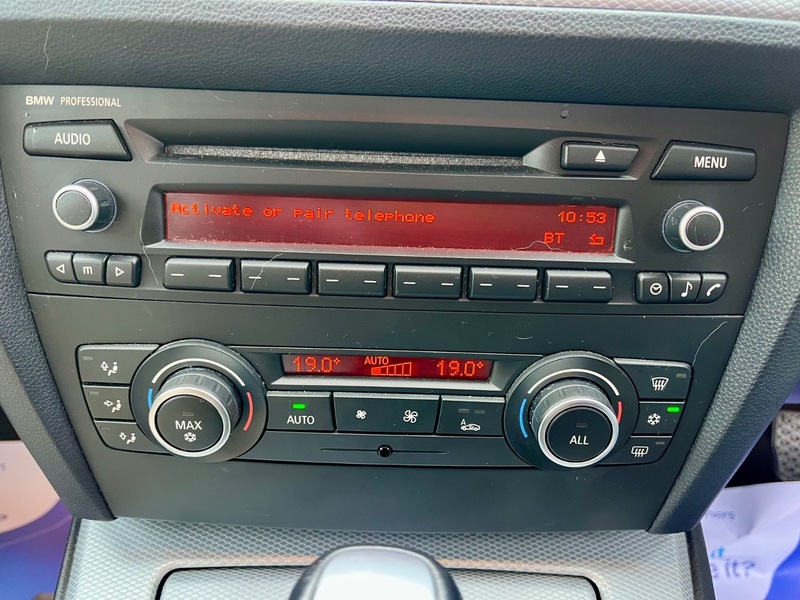 BMW PROFESSIONAL
AUDIO
MENU
Activate or pair telephone 10:53
BT
m
19.0° AUTO 19.0°
MAX
AUTO
A
ALL
it?